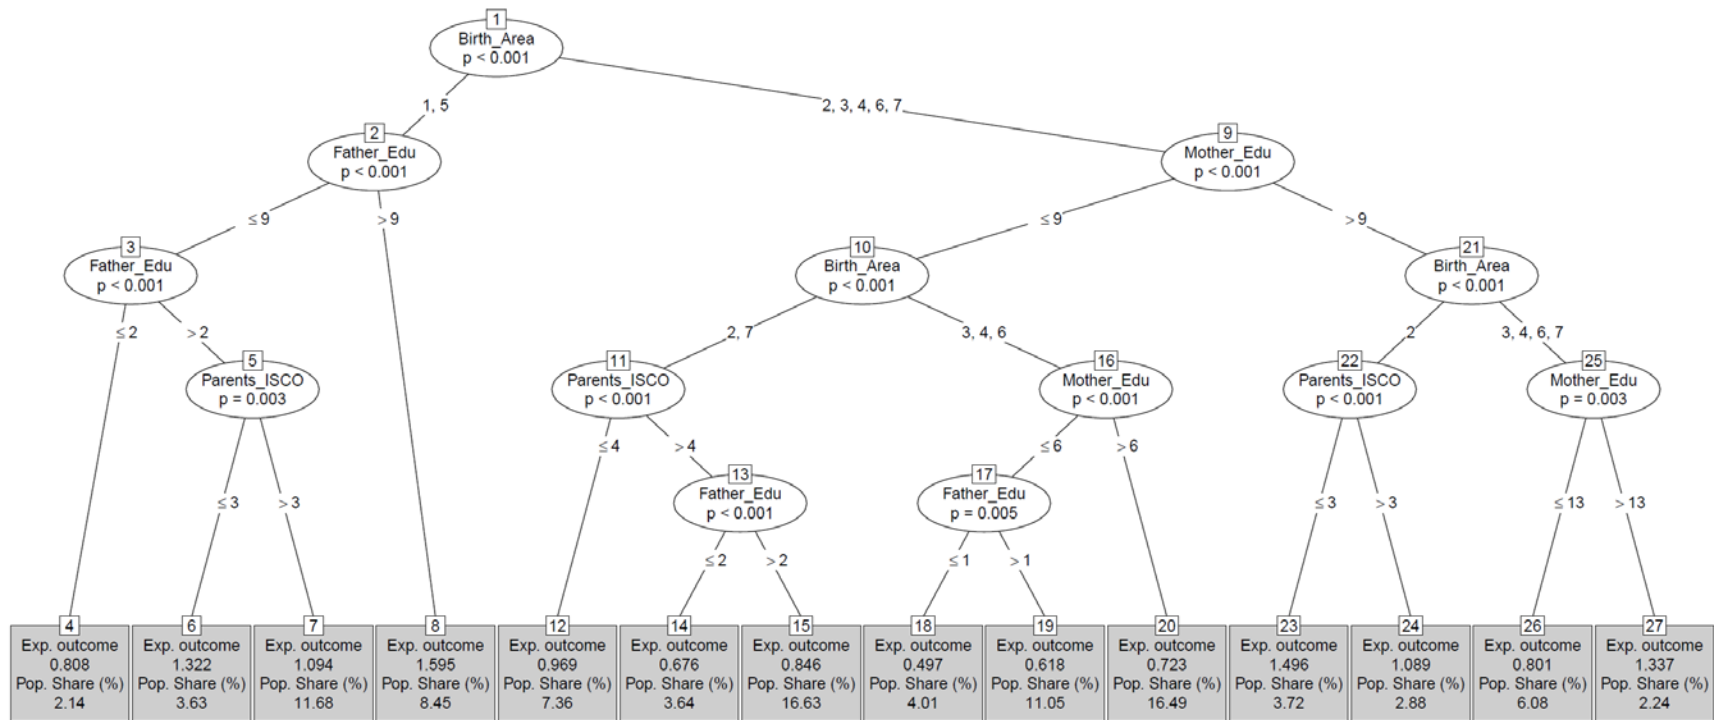 1
Birth_Area
p < 0.001
1, 5
2, 3, 4, 6, 7
2
Father_Edu
p < 0.001
9
Mother_Edu
p < 0.001
≤ 9
> 9
≤ 9
> 9
3
Father_Edu
p < 0.001
10
Birth_Area
p < 0.001
21
Birth_Area
p < 0.001
≤ 2
> 2
2, 7
3, 4, 6
2
3, 4, 6, 7
5
Parents_ISCO
p = 0.003
11
Parents_ISCO
p < 0.001
16
Mother_Edu
p < 0.001
22
Parents_ISCO
p < 0.001
25
Mother_Edu
p = 0.003
≤ 4
> 4
≤ 6
> 6
13
Father_Edu
p < 0.001
17
Father_Edu
p = 0.005
≤ 3
> 3
≤ 3
> 3
≤ 13
> 13
≤ 2
> 2
≤ 1
> 1
4
Exp. outcome
0.808
Pop. Share (%)
2.14
6
Exp. outcome
1.322
Pop. Share (%)
3.63
7
Exp. outcome
1.094
Pop. Share (%)
11.68
8
Exp. outcome
1.595
Pop. Share (%)
8.45
12
Exp. outcome
0.969
Pop. Share (%)
7.36
14
Exp. outcome
0.676
Pop. Share (%)
3.64
15
Exp. outcome
0.846
Pop. Share (%)
16.63
18
Exp. outcome
0.497
Pop. Share (%)
4.01
19
Exp. outcome
0.618
Pop. Share (%)
11.05
20
Exp. outcome
0.723
Pop. Share (%)
16.49
23
Exp. outcome
1.496
Pop. Share (%)
3.72
24
Exp. outcome
1.089
Pop. Share (%)
2.88
26
Exp. outcome
0.801
Pop. Share (%)
6.08
27
Exp. outcome
1.337
Pop. Share (%)
2.24